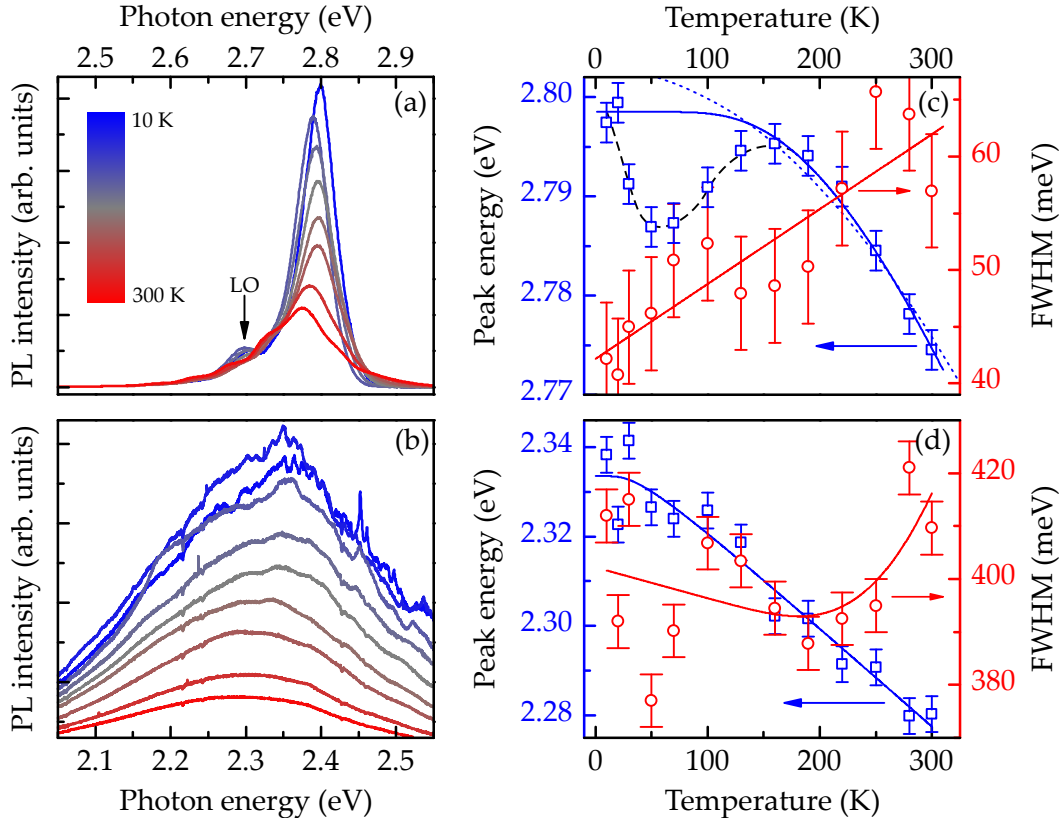 Photon energy (eV)
2.5 2.6 2.7 2.8 2.9
PL intensity (arb. units)
(a)
10 K
300 K
LO
Temperature (K)
0 100 200 300
Peak energy (eV)
2.80
2.79
2.78
2.77
(c)
60
50
40
FWHM (meV)
PL intensity (arb. units)
(b)
2.1 2.2 2.3 2.4 2.5
Photon energy (eV)
Peak energy (eV)
2.34
2.32
2.30
2.28
(d)
420
400
380
FWHM (meV)
0 100 200 300
Temperature (K)